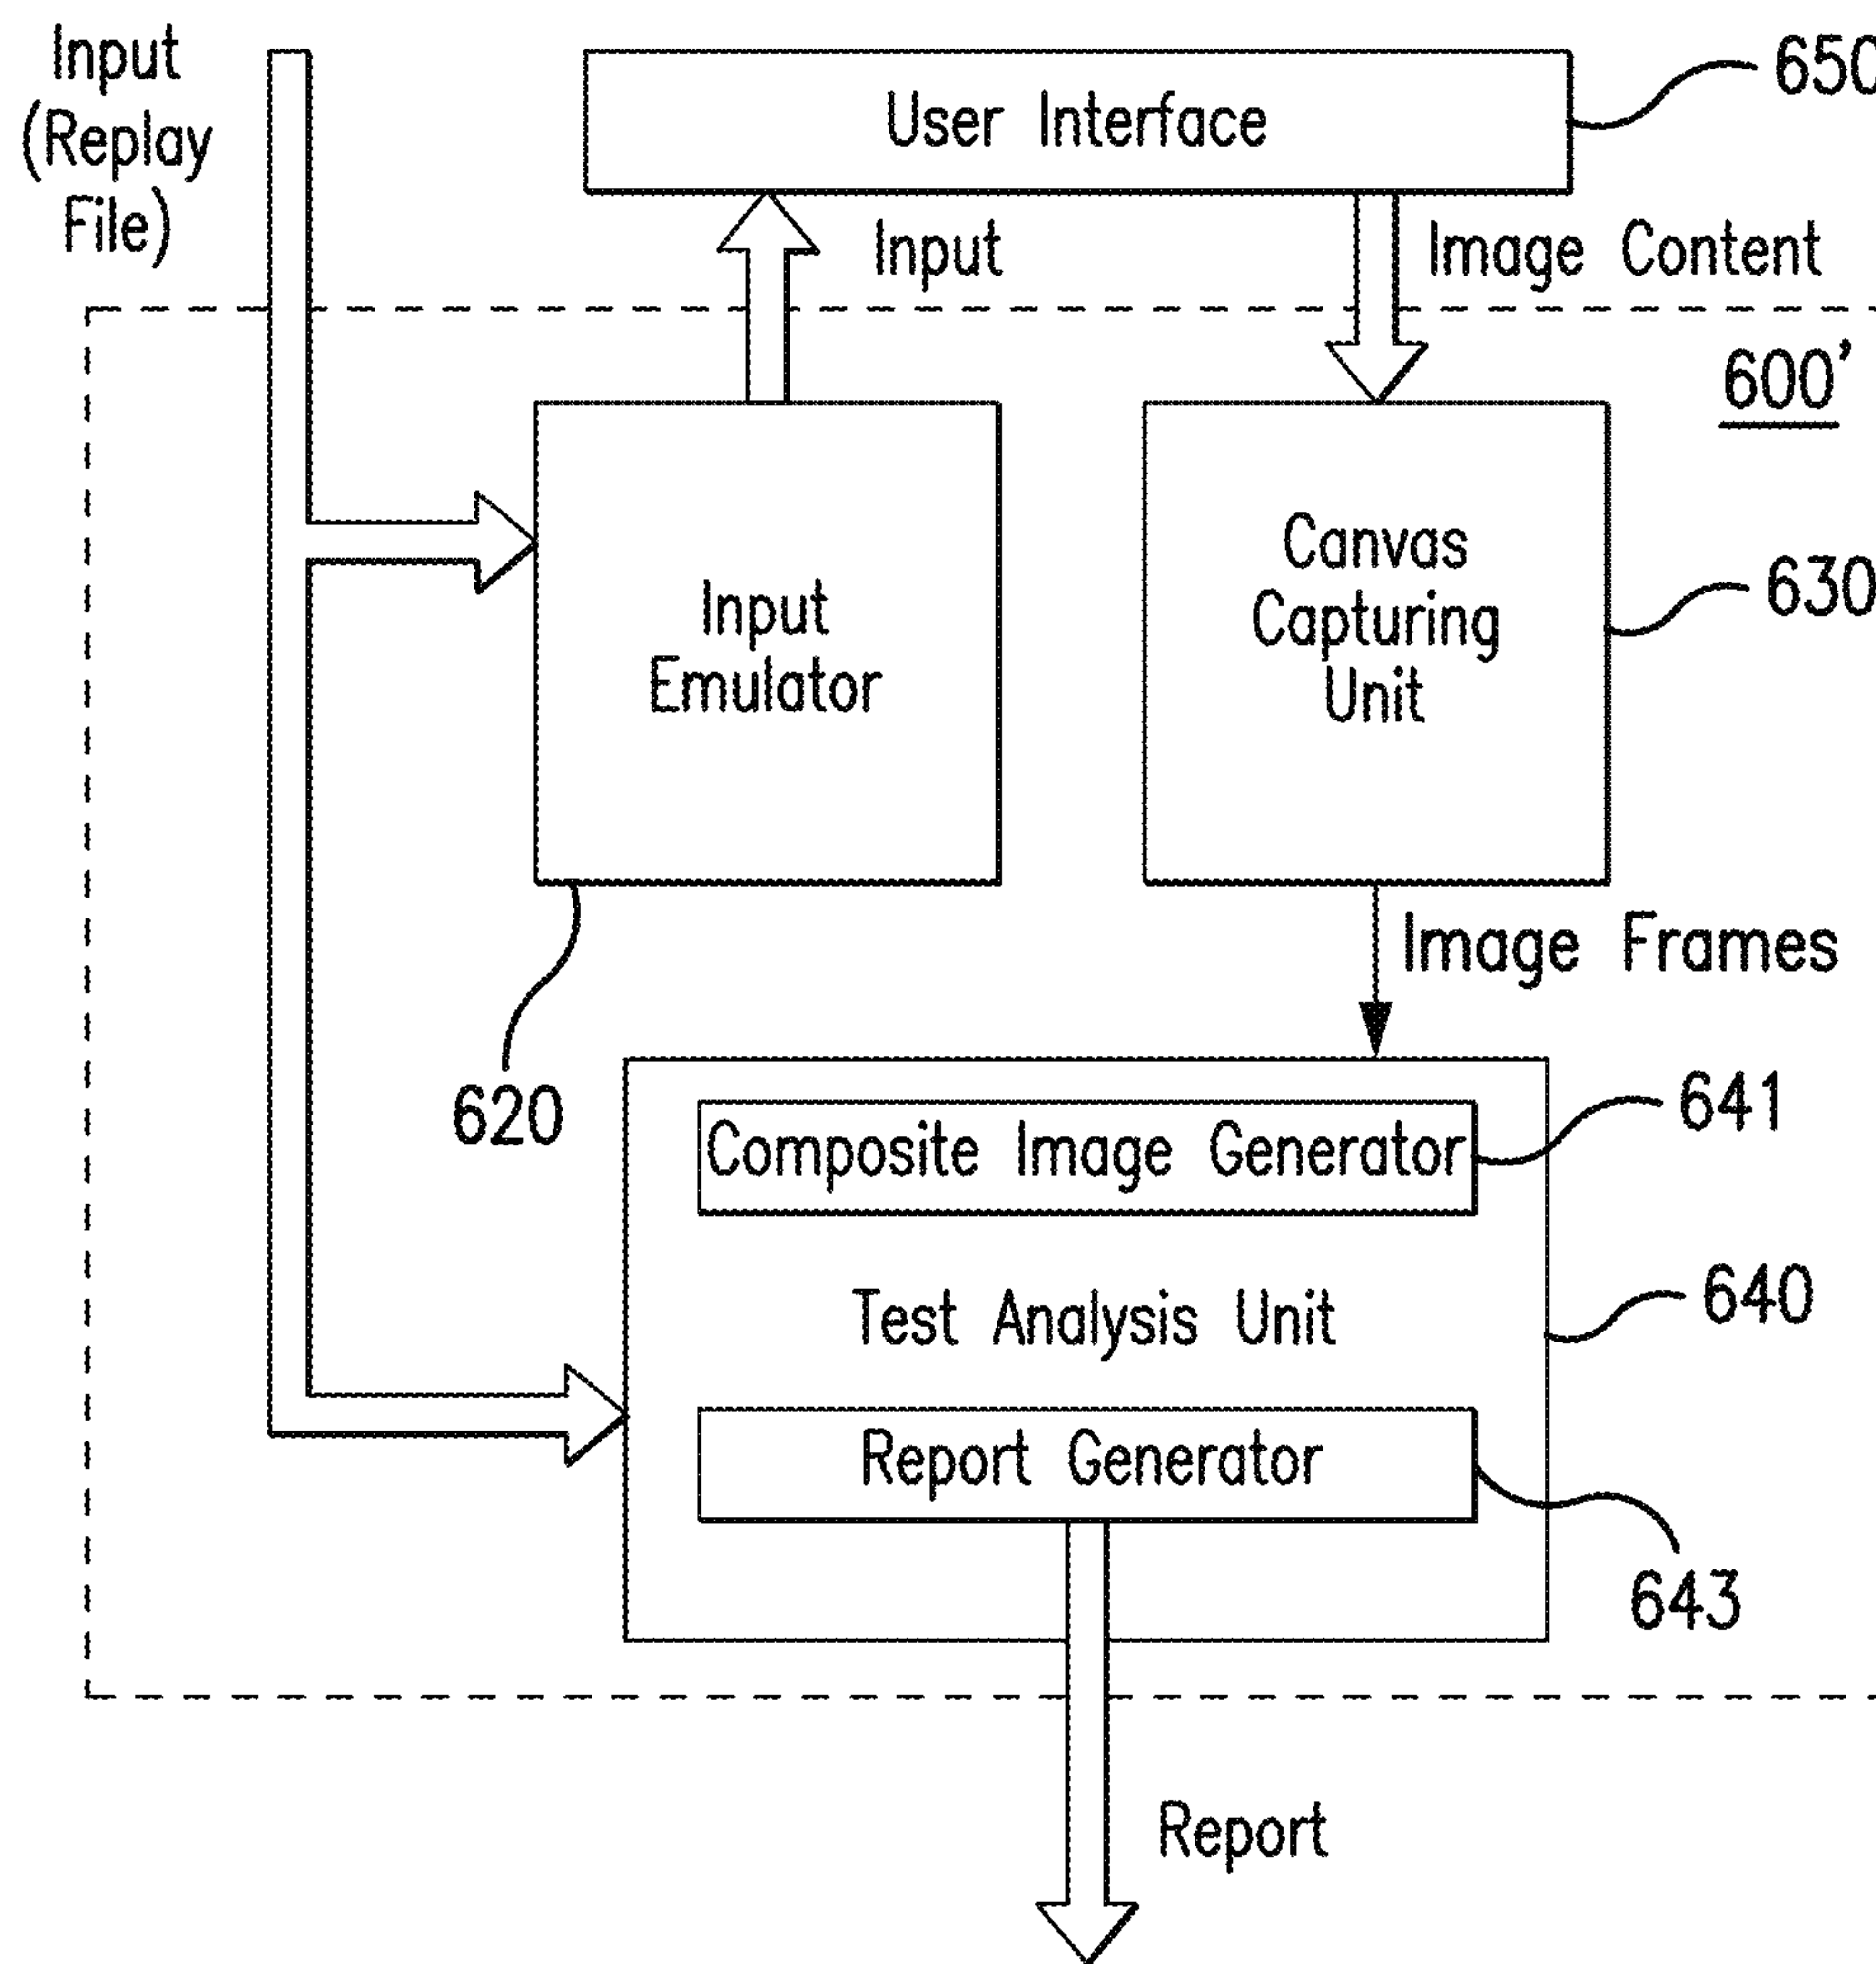 Input
(Replay
File)
User Interface
650
Input
Image Content
600'
Input
Emulator
Canvas
Capturing
Unit
630
Image Frames
620
Composite Image Generator
641
Test Analysis Unit
640
Report Generator
643
Report